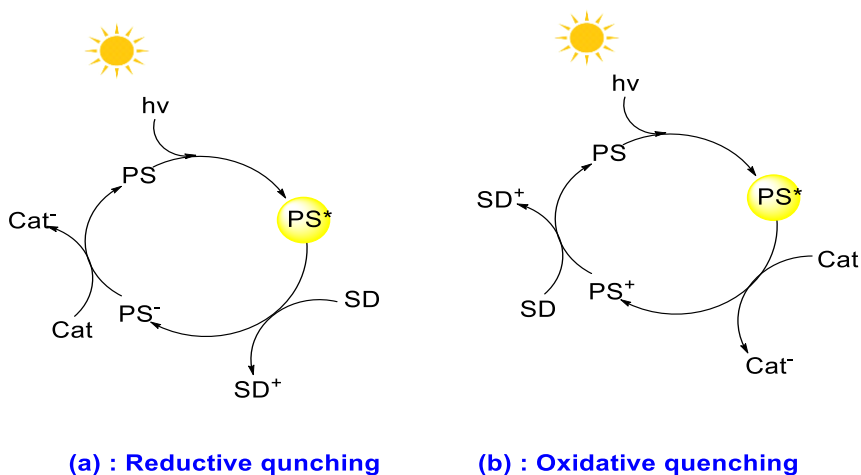 hv
PS
PS*
Cat⁻
Cat
PS⁻
SD
SD⁺
(a) : Reductive qunching
hv
PS
PS*
SD⁺
SD
PS⁺
Cat
Cat⁻
(b) : Oxidative quenching